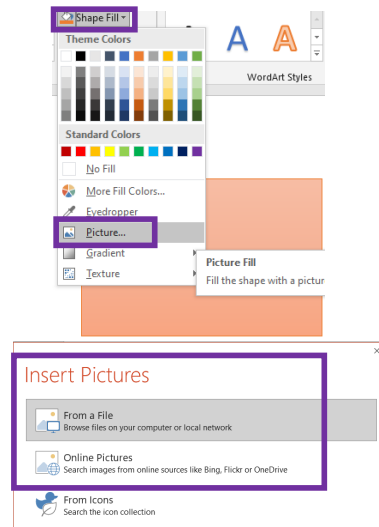 Shape Fill
Theme Colors
A A
WordArt Styles
Standard Colors
No Fill
More Fill Colors...
Eyedropper
Picture...
Gradient
Picture Fill
Texture
Fill the shape with a pictur
×
Insert Pictures
From a File
Browse files on your computer or local network
Online Pictures
Search images from online sources like Bing, Flickr or OneDrive
From Icons
Search the icon collection